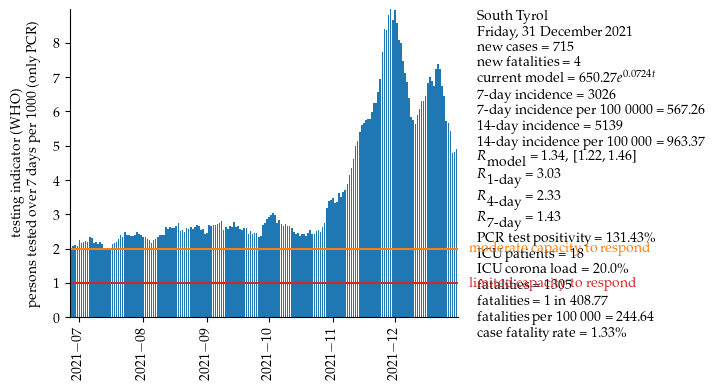 testing indicator (WHO)
persons tested over 7 days per 1000 (only PCR)
8
7
6
5
4
3
2
1
0
2021−07
2021−08
2021−09
2021−10
2021−11
2021−12
South Tyrol
Friday, 31 December 2021
new cases = 715
new fatalities = 4
current model = 650.27e^0.0724t
7-day incidence = 3026
7-day incidence per 100 0000 = 567.26
14-day incidence = 5139
14-day incidence per 100 000 = 963.37
R_model = 1.34, [1.22, 1.46]
R_1-day = 3.03
R_4-day = 2.33
R_7-day = 1.43
PCR test positivity = 131.43%
moderate capacity to respond
ICU patients = 18
ICU corona load = 20.0%
limited capacity to respond
fatalities = 1305
fatalities = 1 in 408.77
fatalities per 100 000 = 244.64
case fatality rate = 1.33%